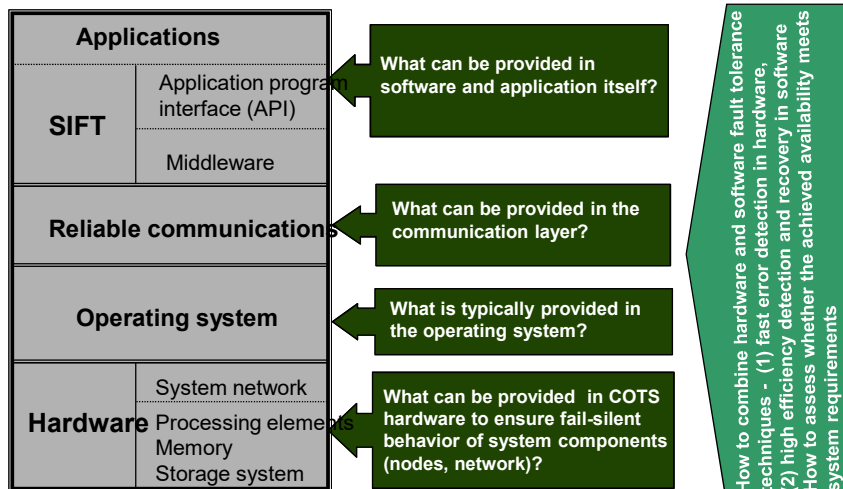 Applications
SIFT
Application program
interface (API)
Middleware
What can be provided in
software and application itself?
Reliable communications
What can be provided in the
communication layer?
Operating system
What is typically provided in
the operating system?
Hardware
System network
Processing elements
Memory
Storage system
What can be provided in COTS
hardware to ensure fail-silent
behavior of system components
(nodes, network)?
How to combine hardware and software fault tolerance
techniques - (1) fast error detection in hardware,
(2) high efficiency detection and recovery in software
How to assess whether the achieved availability meets
system requirements